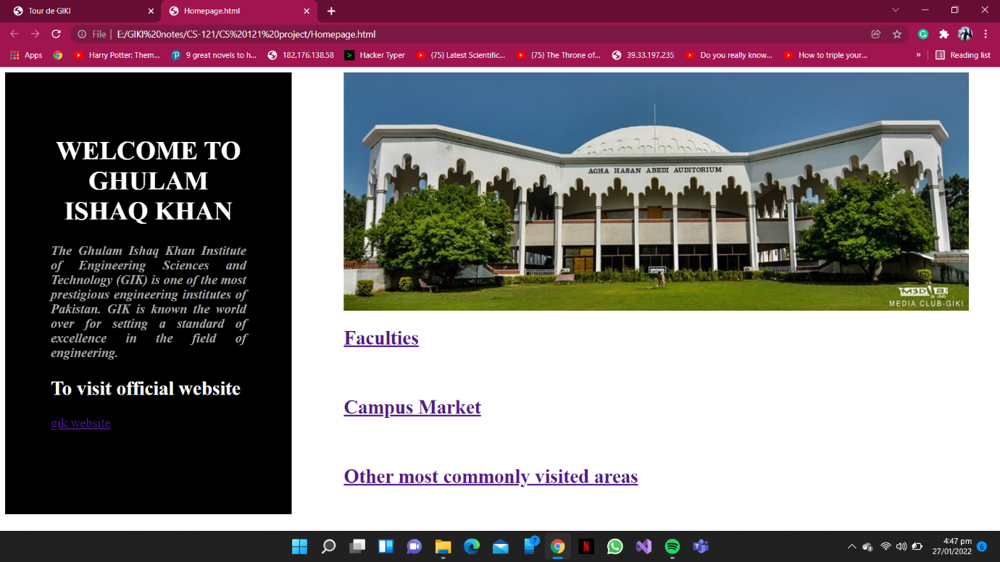 Tour de GIKI
Homepage.html
File | E:/GIKI%20notes/CS-121/CS%20121%20project/Homepage.html
Apps
Harry Potter: Them...
9 great novels to h...
182.176.138.58
Hacker Typer
(75) Latest Scientific...
(75) The Throne of...
39.33.197.235
Do you really know...
How to triple your...
»
Reading list
WELCOME TO
GHULAM
ISHAQ KHAN
The Ghulam Ishaq Khan Institute
of Engineering Sciences and
Technology (GIK) is one of the most
prestigious engineering institutes of
Pakistan. GIK is known the world
over for setting a standard of
excellence in the field of
engineering.
To visit official website
gik website
AGHA HASAN ABEDI AUDITORIUM
MEDIA CLUB-GIKI
Faculties
Campus Market
Other most commonly visited areas
7
4:47 pm
27/01/2022
6